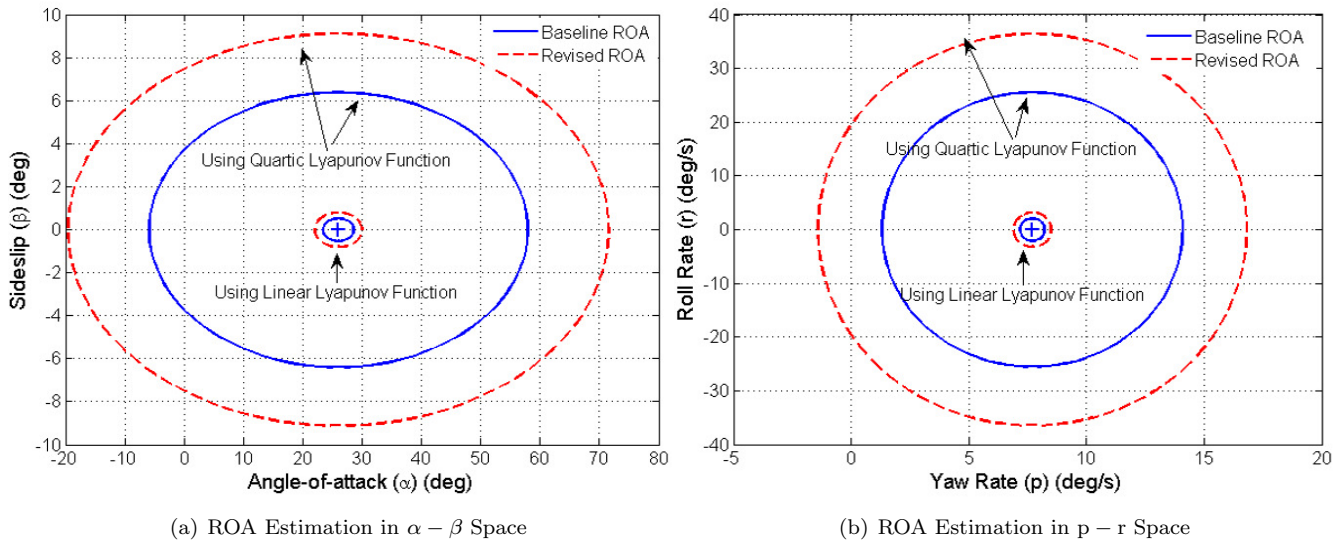 Baseline ROA
Revised ROA
Using Quartic Lyapunov Function
Using Linear Lyapunov Function
Sideslip (β) (deg)
10
8
6
4
2
0
-2
-4
-6
-8
-10
-20 -10 0 10 20 30 40 50 60 70 80
Angle-of-attack (α) (deg)
(a) ROA Estimation in α − β Space
Baseline ROA
Revised ROA
Using Quartic Lyapunov Function
Using Linear Lyapunov Function
Roll Rate (r) (deg/s)
40
30
20
10
0
-10
-20
-30
-40
-5 0 5 10 15 20
Yaw Rate (p) (deg/s)
(b) ROA Estimation in p − r Space